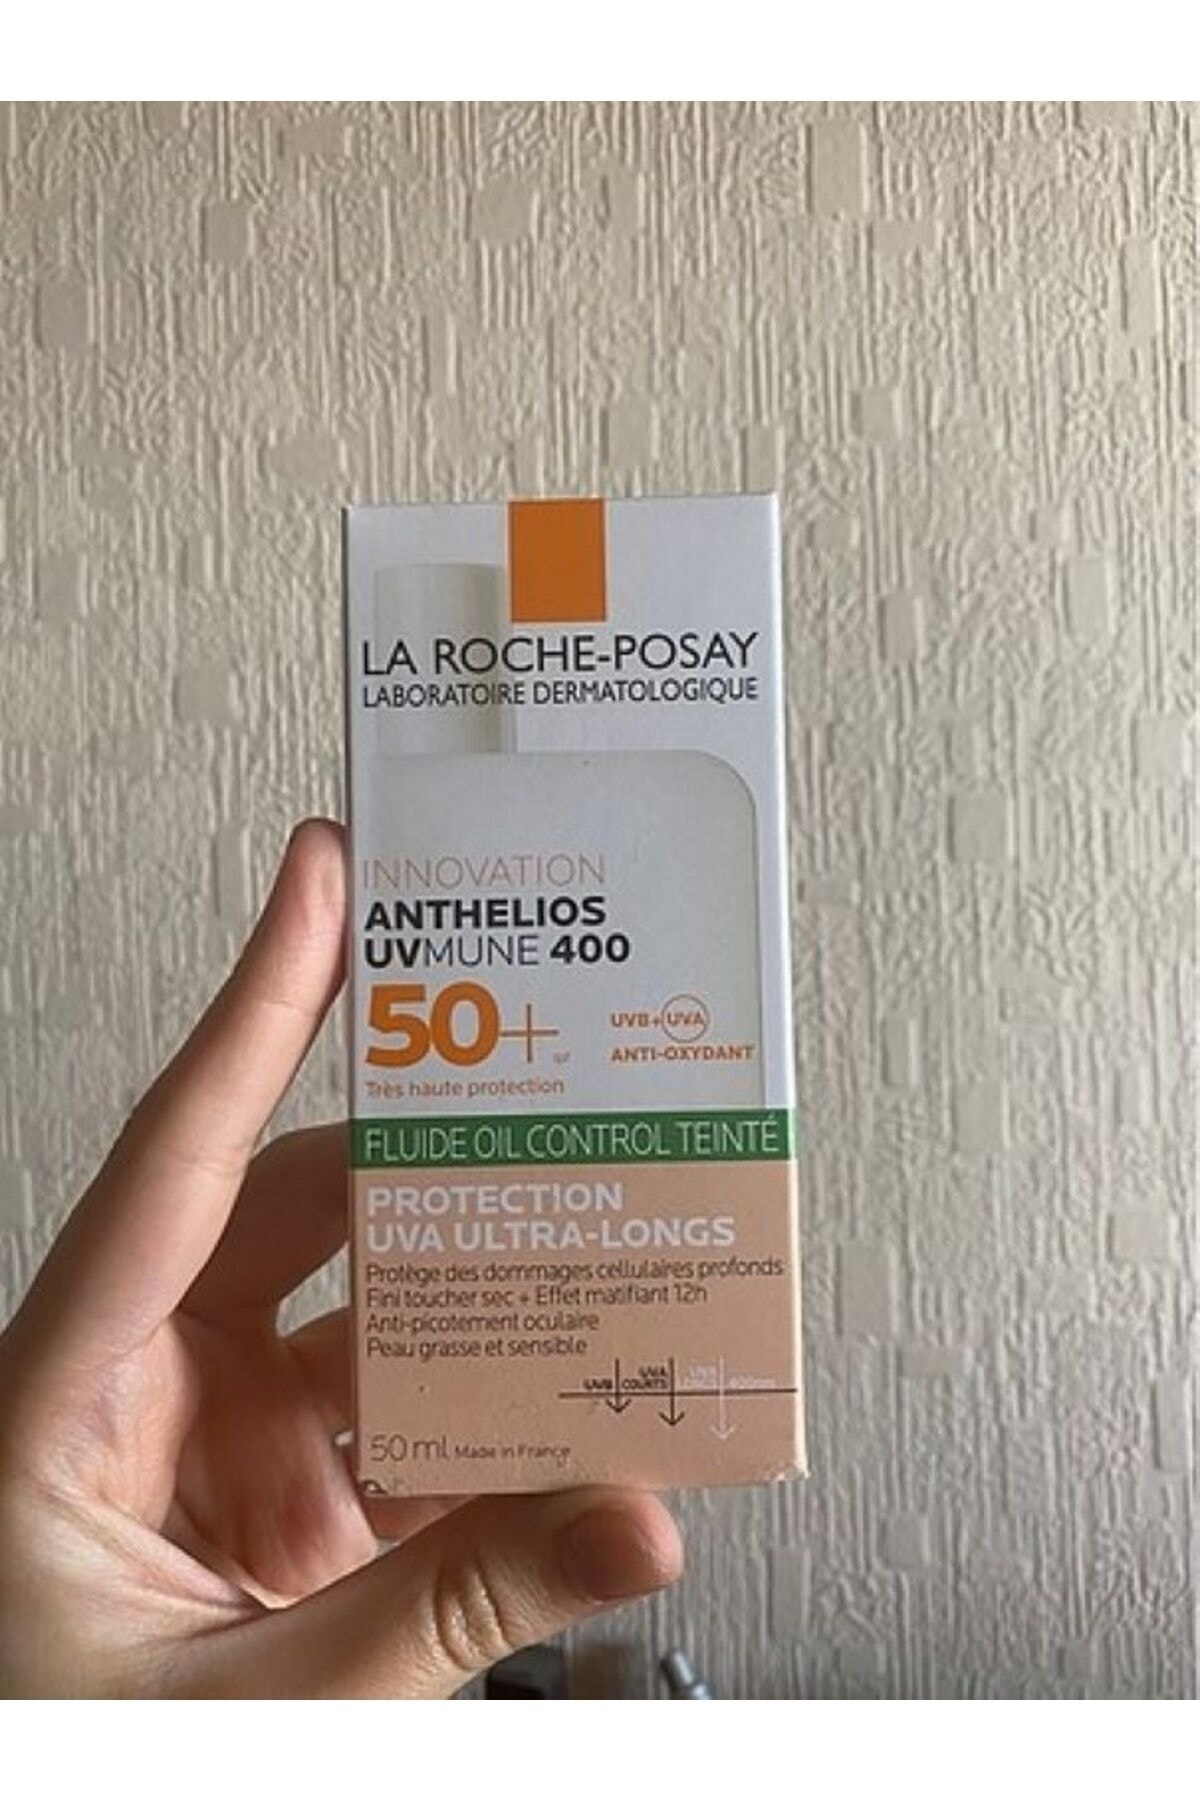 LA ROCHE-POSAY
LABORATOIRE DERMATOLOGIQUE
INNOVATION
ANTHELIOS
UVMUNE 400
50+ SPF
UVB+UVA
ANTI-OXYDANT
Très haute protection
FLUIDE OIL CONTROL TEINTÉ
PROTECTION
UVA ULTRA-LONGS
Protège des dommages cellulaires profonds
Fini toucher sec + Effet matifiant 12h
Anti-picotement oculaire
Peau grasse et sensible
UVB
UVA
COURTS
400nm
50 ml Made in France